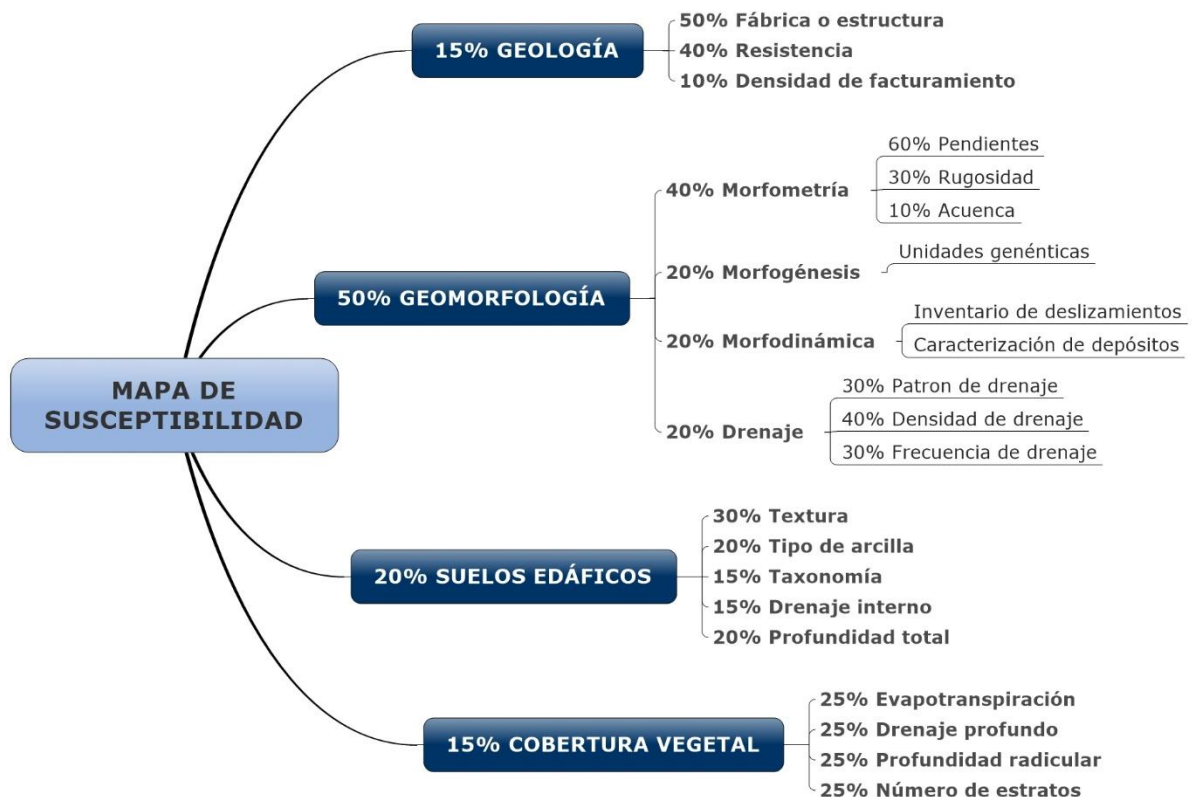 MAPA DE
SUSCEPTIBILIDAD
15% GEOLOGÍA
50% Fábrica o estructura
40% Resistencia
10% Densidad de facturamiento
50% GEOMORFOLOGÍA
40% Morfometría
60% Pendientes
30% Rugosidad
10% Acuenca
20% Morfogénesis
Unidades genénticas
20% Morfodinámica
Inventario de deslizamientos
Caracterización de depósitos
20% Drenaje
30% Patron de drenaje
40% Densidad de drenaje
30% Frecuencia de drenaje
20% SUELOS EDÁFICOS
30% Textura
20% Tipo de arcilla
15% Taxonomía
15% Drenaje interno
20% Profundidad total
15% COBERTURA VEGETAL
25% Evapotranspiración
25% Drenaje profundo
25% Profundidad radicular
25% Número de estratos